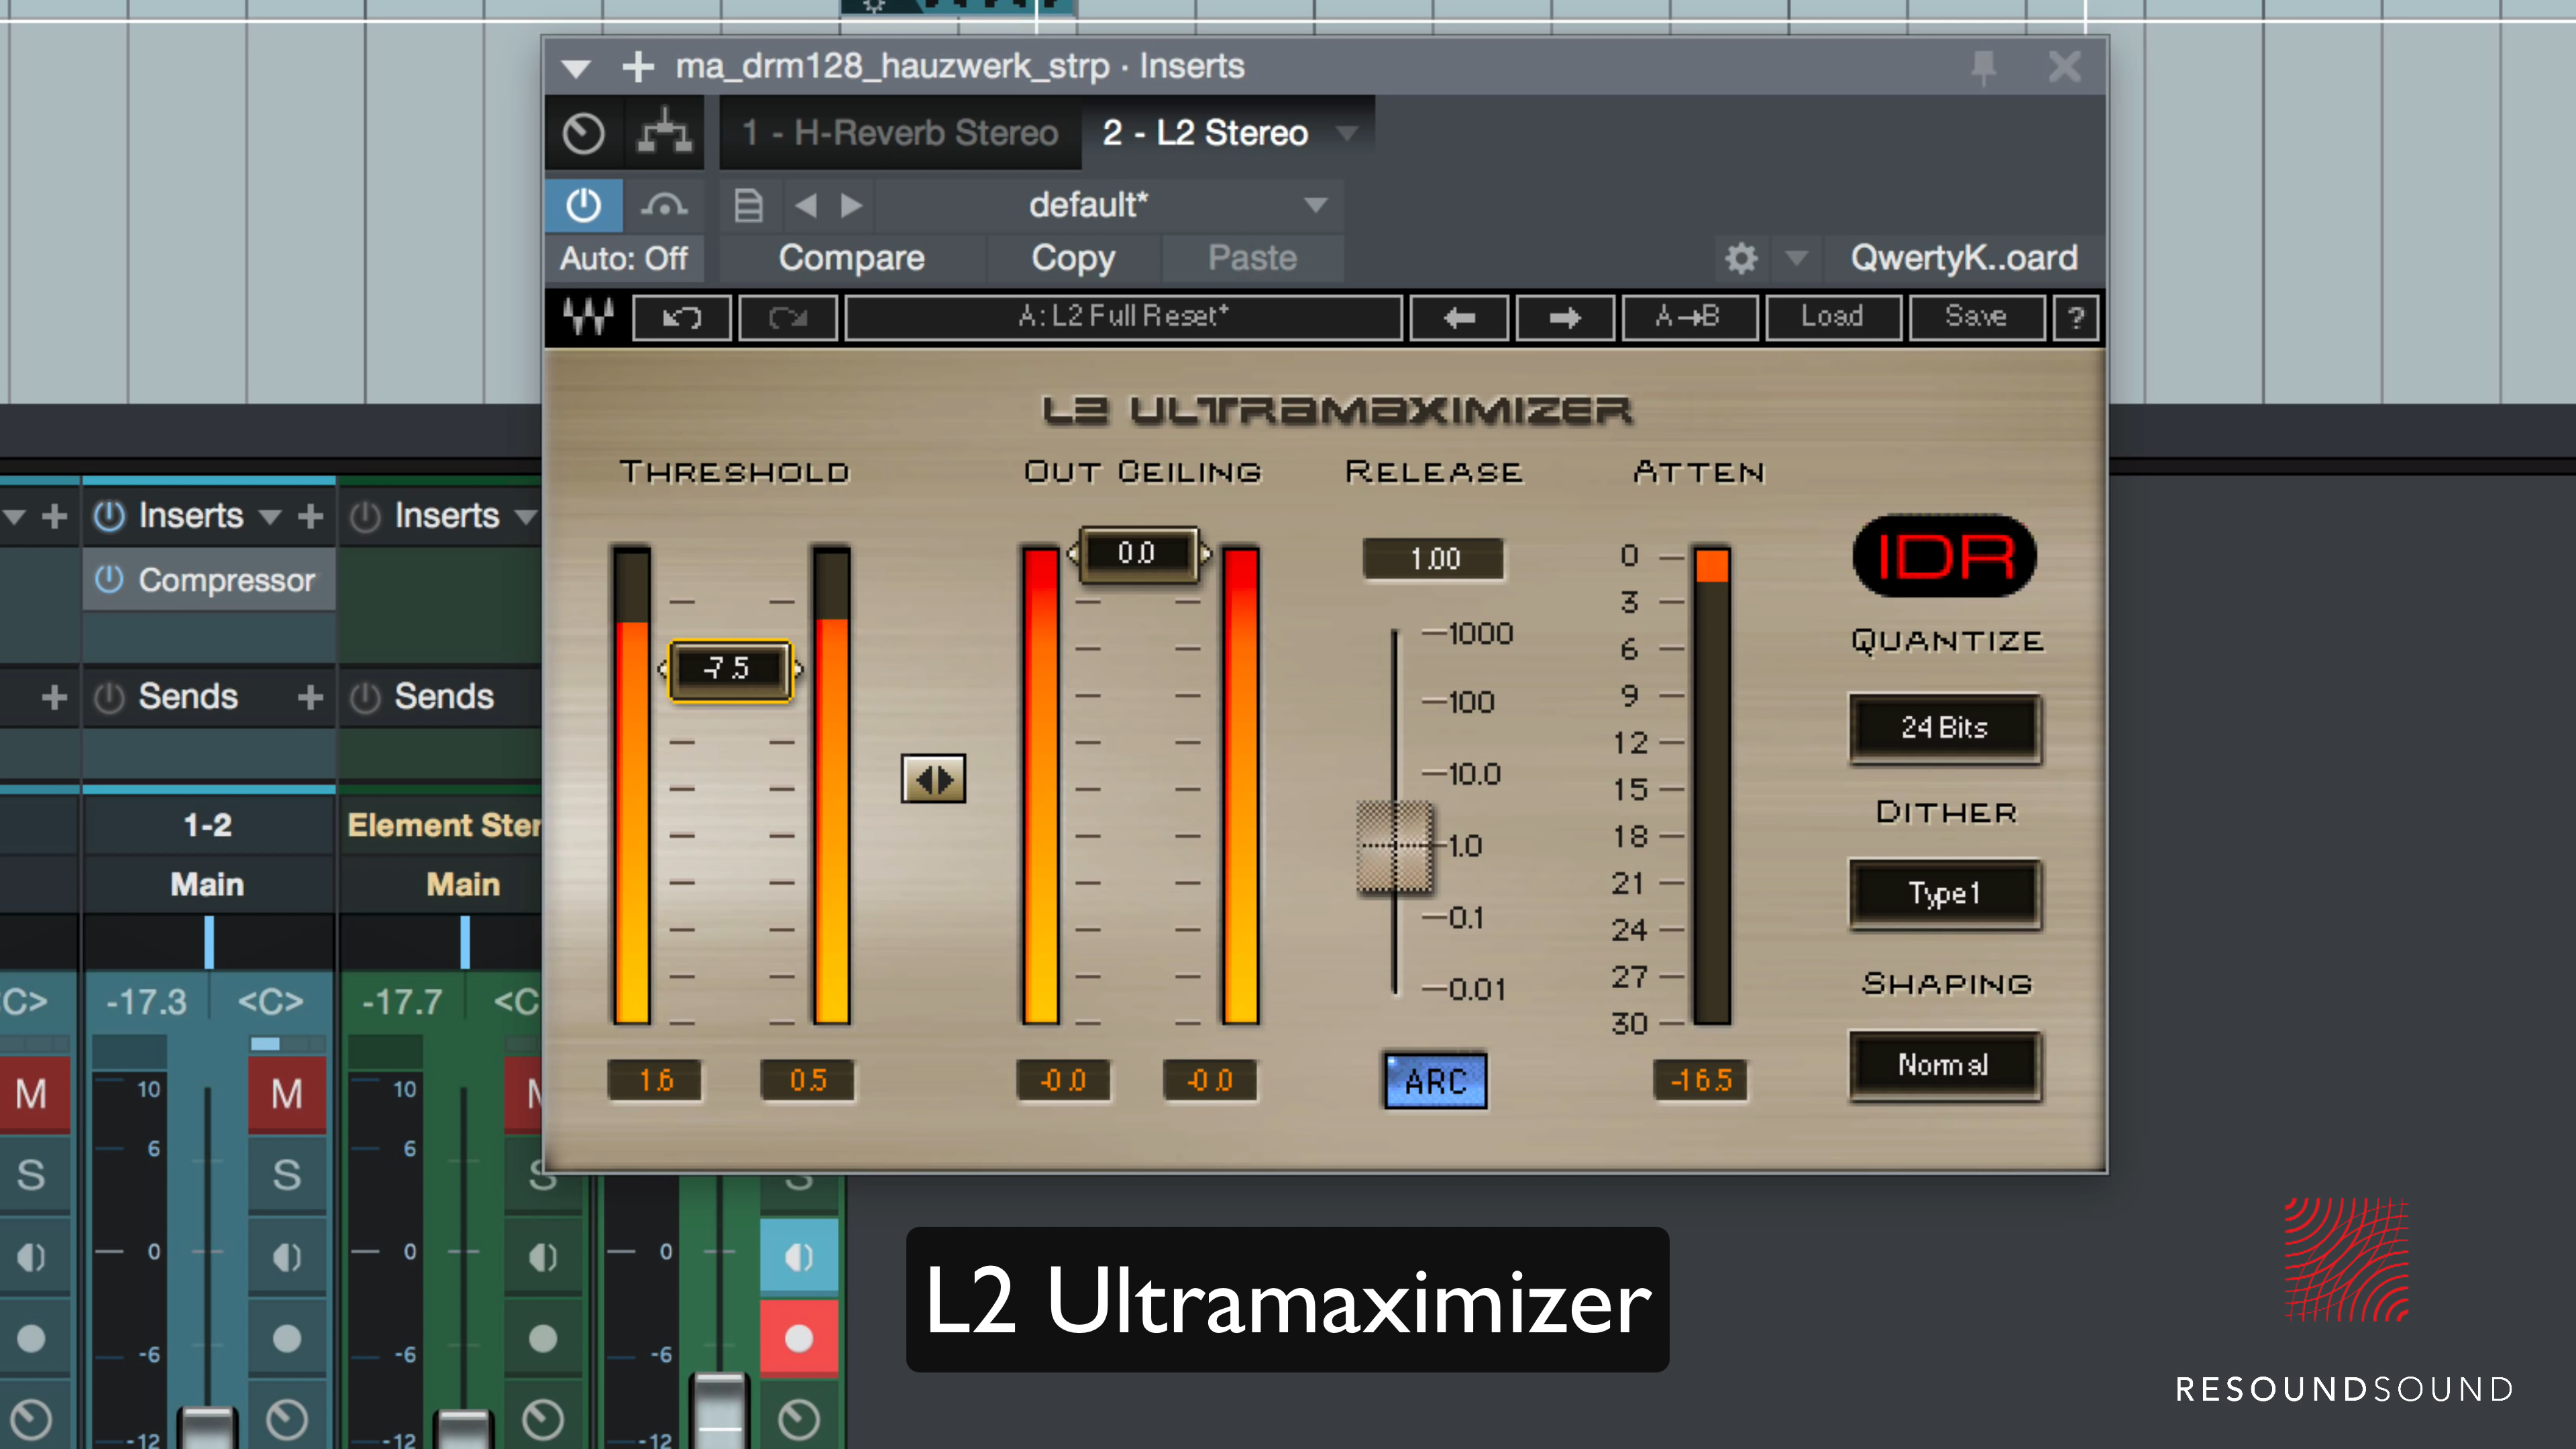 ma_drm128_hauzwerk_strp · Inserts
1 - H-Reverb Stereo 2 - L2 Stereo
default*
Auto: Off Compare Copy Paste QwertyK..oard
A: L2 Full Reset* A→B Load Save ?
L2 ULTRAMAXIMIZER
THRESHOLD OUT CEILING RELEASE ATTEN
-7.5 0.0 1.00 IDR
1000 100 10.0 1.0 0.1 0.01
0 3 6 9 12 15 18 21 24 27 30
QUANTIZE
24 Bits
DITHER
Type1
SHAPING
Normal
1.6 0.5 -0.0 -0.0 ARC -16.5
Inserts Inserts
Compressor
Sends Sends
1-2 Element Ster
Main Main
C> -17.3 <C> -17.7 <C
M 10 M 10
S 6 S 6 S S
0 0 0
-6 -6 -6
-12 -12 -12
L2 Ultramaximizer
RESOUNDSOUND